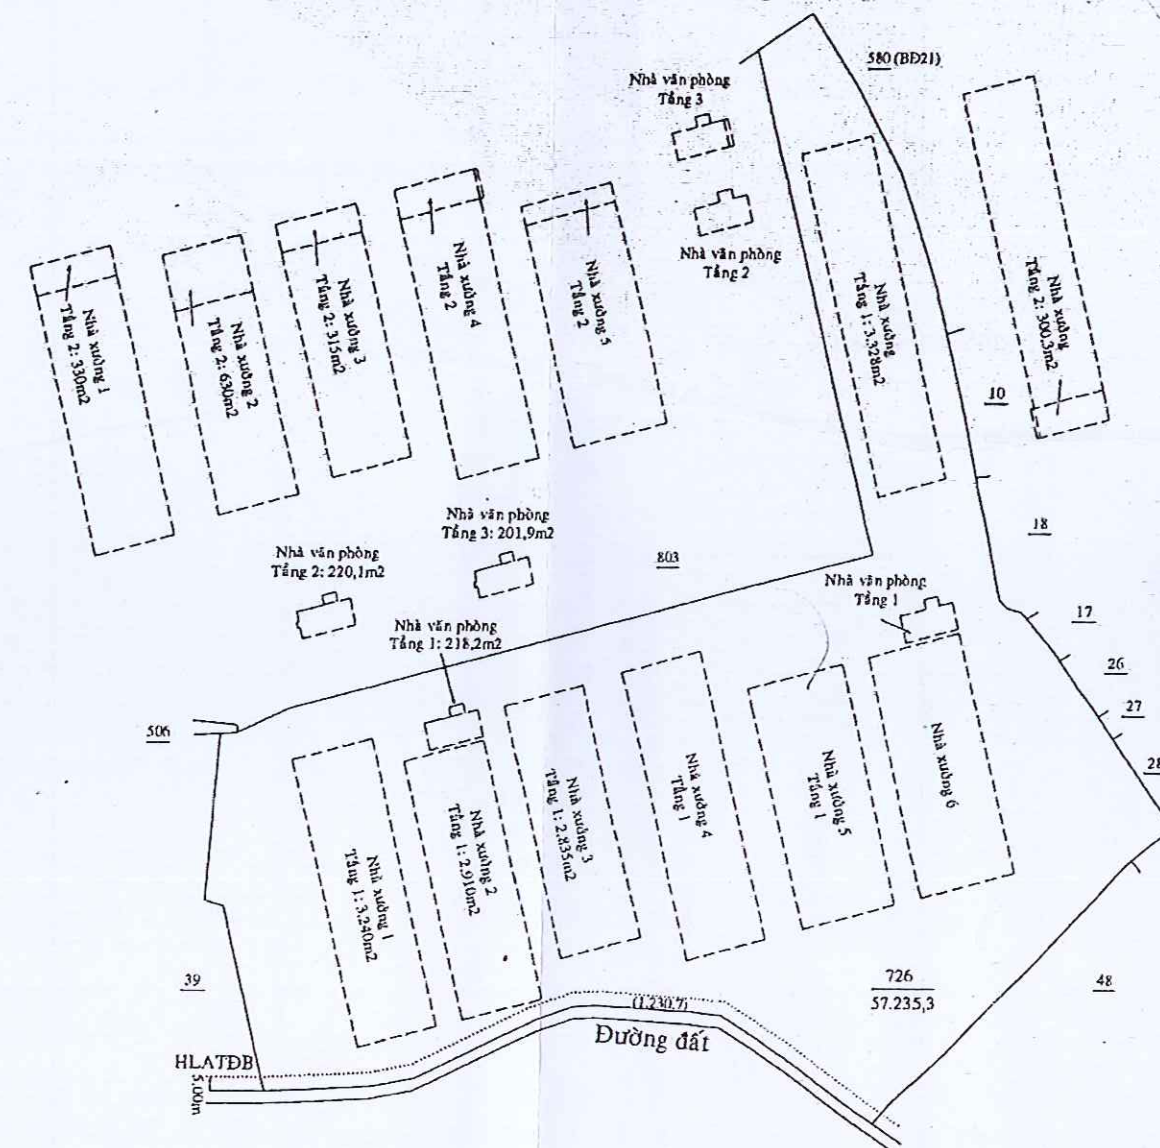 580 (BĐ21)
Nhà văn phòng
Tầng 3
Nhà văn phòng
Tầng 2
Nhà xưởng 1
Tầng 2: 330m2
Nhà xưởng 2
Tầng 2: 630m2
Nhà xưởng 3
Tầng 2: 315m2
Nhà xưởng 4
Tầng 2
Nhà xưởng 5
Tầng 2
Nhà xưởng
Tầng 1: 3.328m2
Nhà xưởng
Tầng 2: 300,3m2
10
18
Nhà văn phòng
Tầng 3: 201,9m2
Nhà văn phòng
Tầng 2: 220,1m2
803
Nhà văn phòng
Tầng 1
Nhà văn phòng
Tầng 1: 218,2m2
17
26
27
28
506
Nhà xưởng 1
Tầng 1: 3.240m2
Nhà xưởng 2
Tầng 1: 2.910m2
Nhà xưởng 3
Tầng 1: 2.835m2
Nhà xưởng 4
Tầng 1
Nhà xưởng 5
Tầng 1
Nhà xưởng 6
39
726
57.235,3
48
(1.230,7)
Đường đất
HLATĐB
5.00m